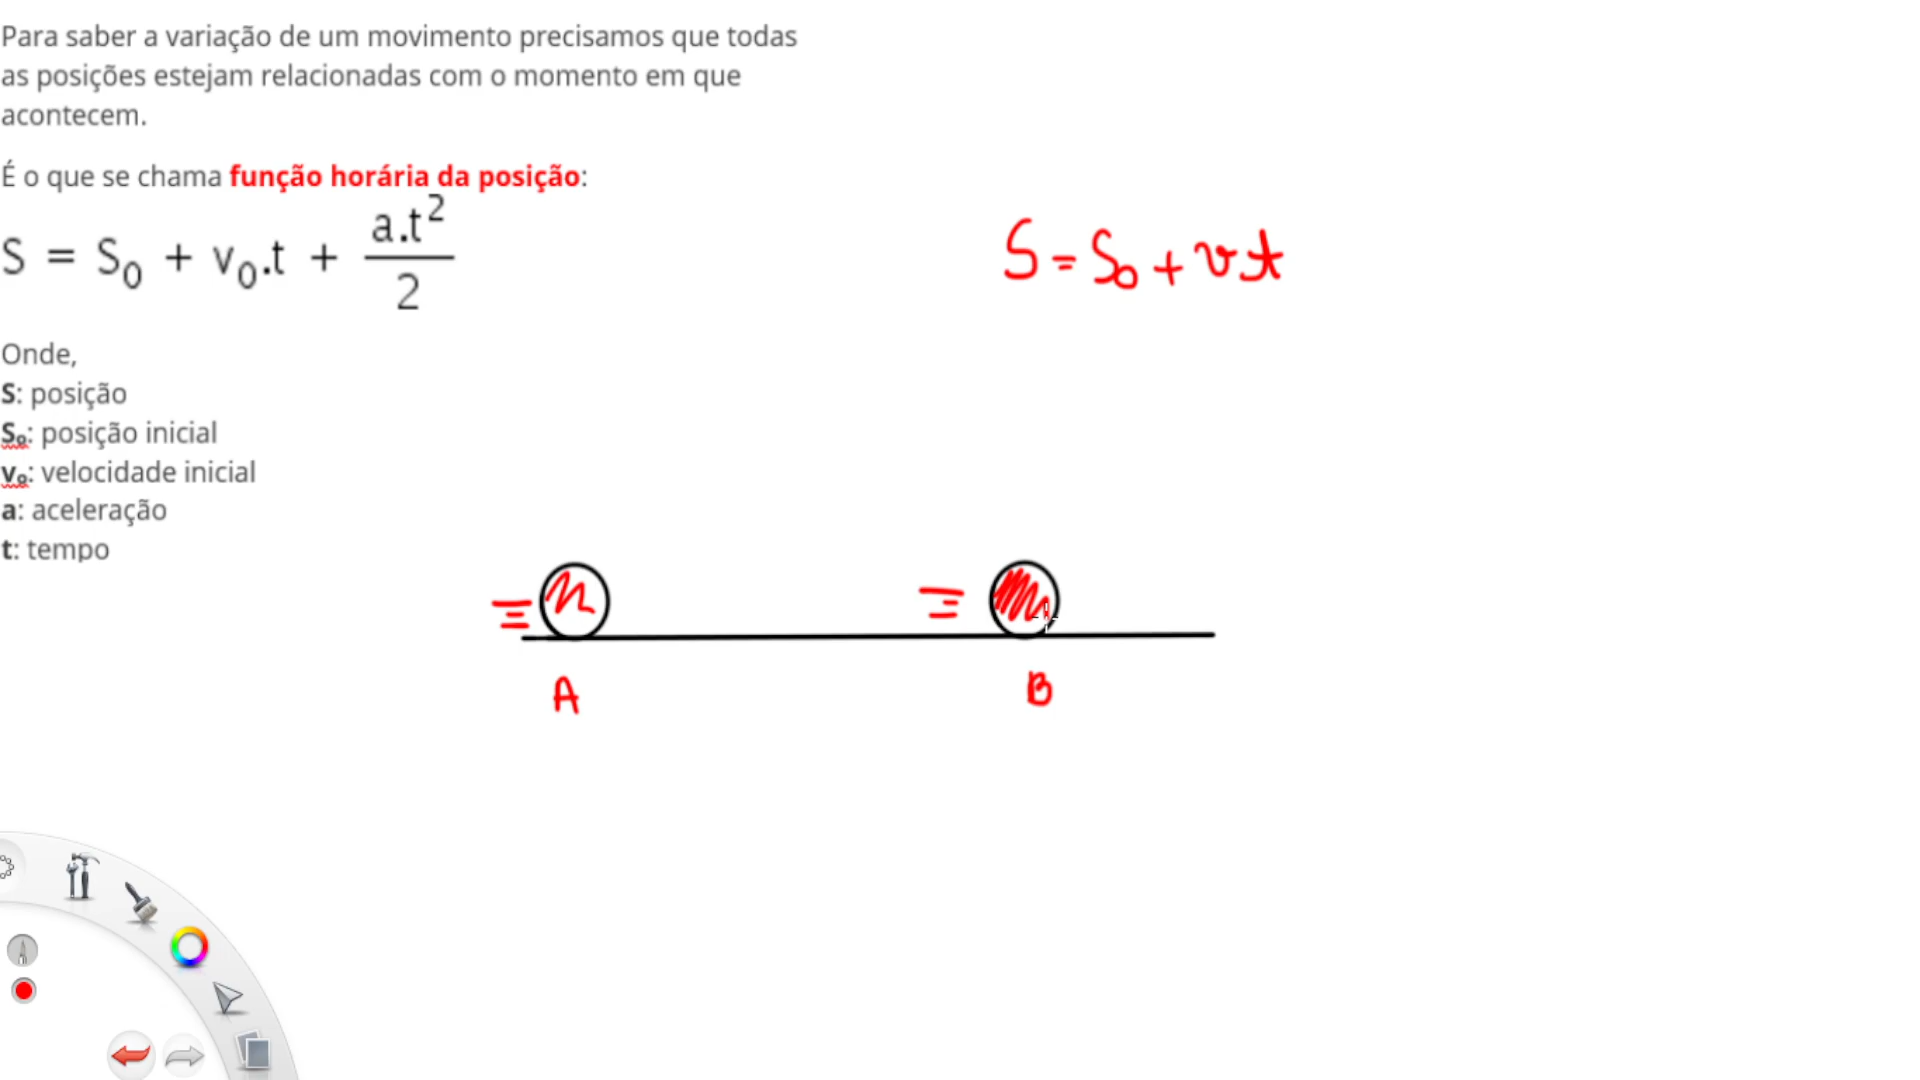 Para saber a variação de um movimento precisamos que todas
as posições estejam relacionadas com o momento em que
acontecem.
É o que se chama função horária da posição:
S = S₀ + v₀.t + a.t²/2
S = S₀ + vt
Onde,
S: posição
S₀: posição inicial
v₀: velocidade inicial
a: aceleração
t: tempo
A
B